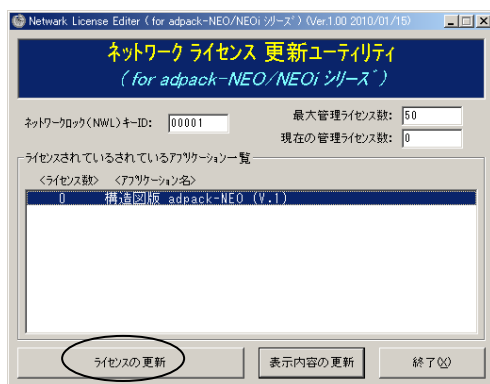 Network License Editer ( for adpack-NEO/NEOi ｼﾘｰｽﾞ ) (Ver.1.00 2010/01/15)
ネットワーク ライセンス 更新ユーティリティ
( for adpack-NEO/NEOi シリーズ )
ﾈｯﾄﾜｰｸﾛｯｸ(NWL)キーID: 00001
最大管理ﾗｲｾﾝｽ数: 50
現在の管理ﾗｲｾﾝｽ数: 0
ﾗｲｾﾝｽされているされているｱﾌﾟﾘｹｰｼｮﾝ一覧
<ﾗｲｾﾝｽ数> <ｱﾌﾟﾘｹｰｼｮﾝ名>
0 構造図版 adpack-NEO (V.1)
ﾗｲｾﾝｽの更新 表示内容の更新 終了(X)